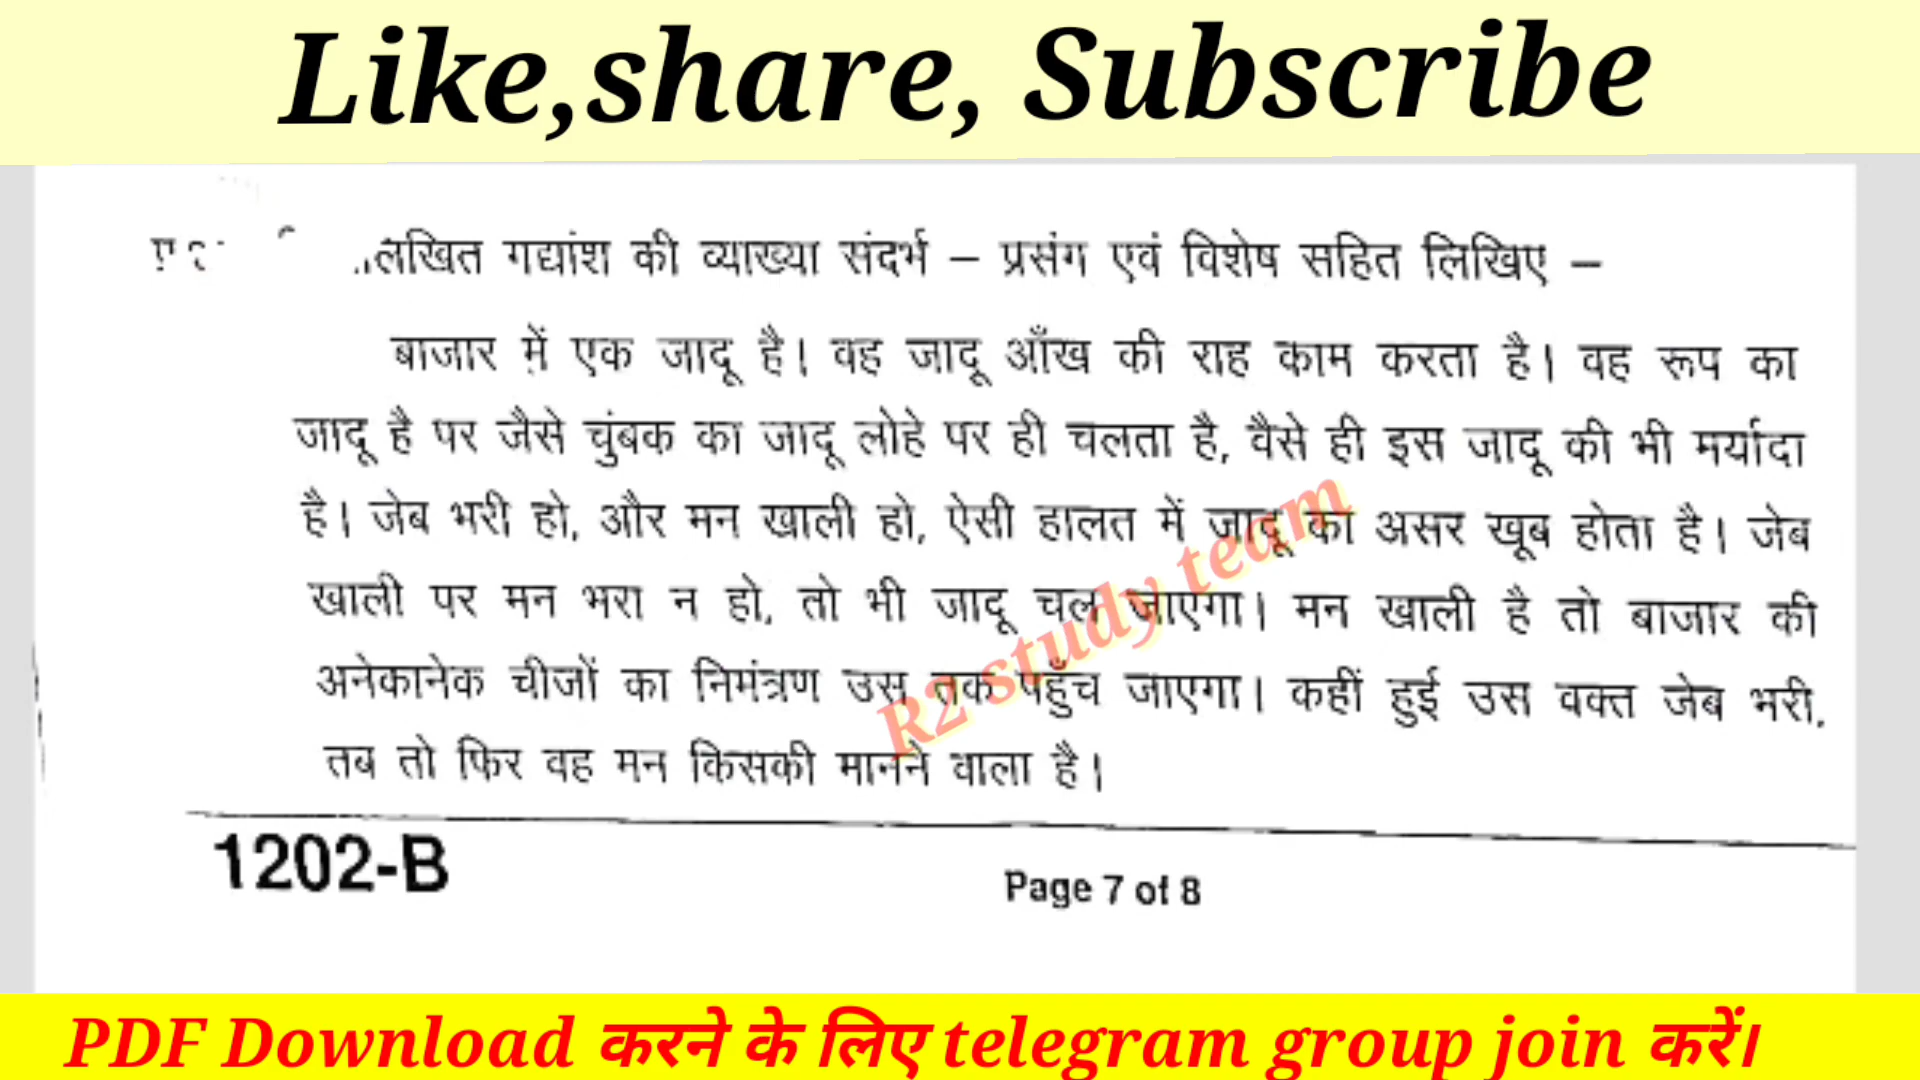 Like,share, Subscribe
लिखित गद्यांश की व्याख्या संदर्भ – प्रसंग एवं विशेष सहित लिखिए –
बाजार में एक जादू है। वह जादू आँख की राह काम करता है। वह रूप का
जादू है पर जैसे चुंबक का जादू लोहे पर ही चलता है, वैसे ही इस जादू की भी मर्यादा
है। जेब भरी हो, और मन खाली हो, ऐसी हालत में जादू का असर खूब होता है। जेब
खाली पर मन भरा न हो, तो भी जादू चल जाएगा। मन खाली है तो बाजार की
अनेकानेक चीजों का निमंत्रण उस तक पहुँच जाएगा। कहीं हुई उस वक्त जेब भरी,
तब तो फिर वह मन किसकी मानने वाला है।
R2 study team
1202-B
Page 7 of 8
PDF Download करने के लिए telegram group join करें।